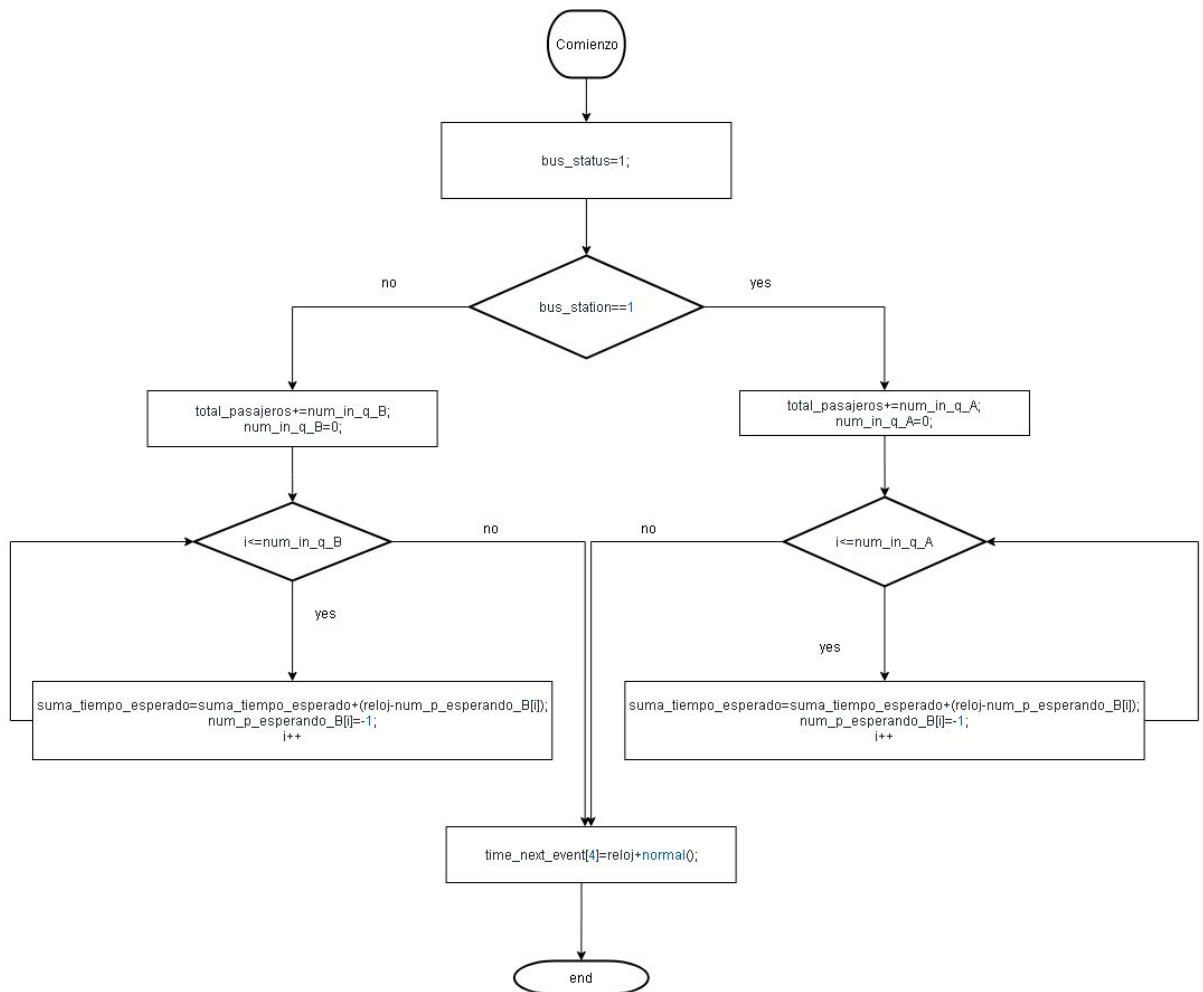 Comienzo
bus_status=1;
no
yes
bus_station==1
total_pasajeros+=num_in_q_B;
num_in_q_B=0;
total_pasajeros+=num_in_q_A;
num_in_q_A=0;
i<=num_in_q_B
no
no
i<=num_in_q_A
yes
yes
suma_tiempo_esperado=suma_tiempo_esperado+(reloj-num_p_esperando_B[i]);
num_p_esperando_B[i]=-1;
i++
suma_tiempo_esperado=suma_tiempo_esperado+(reloj-num_p_esperando_B[i]);
num_p_esperando_B[i]=-1;
i++
time_next_event[4]=reloj+normal();
end